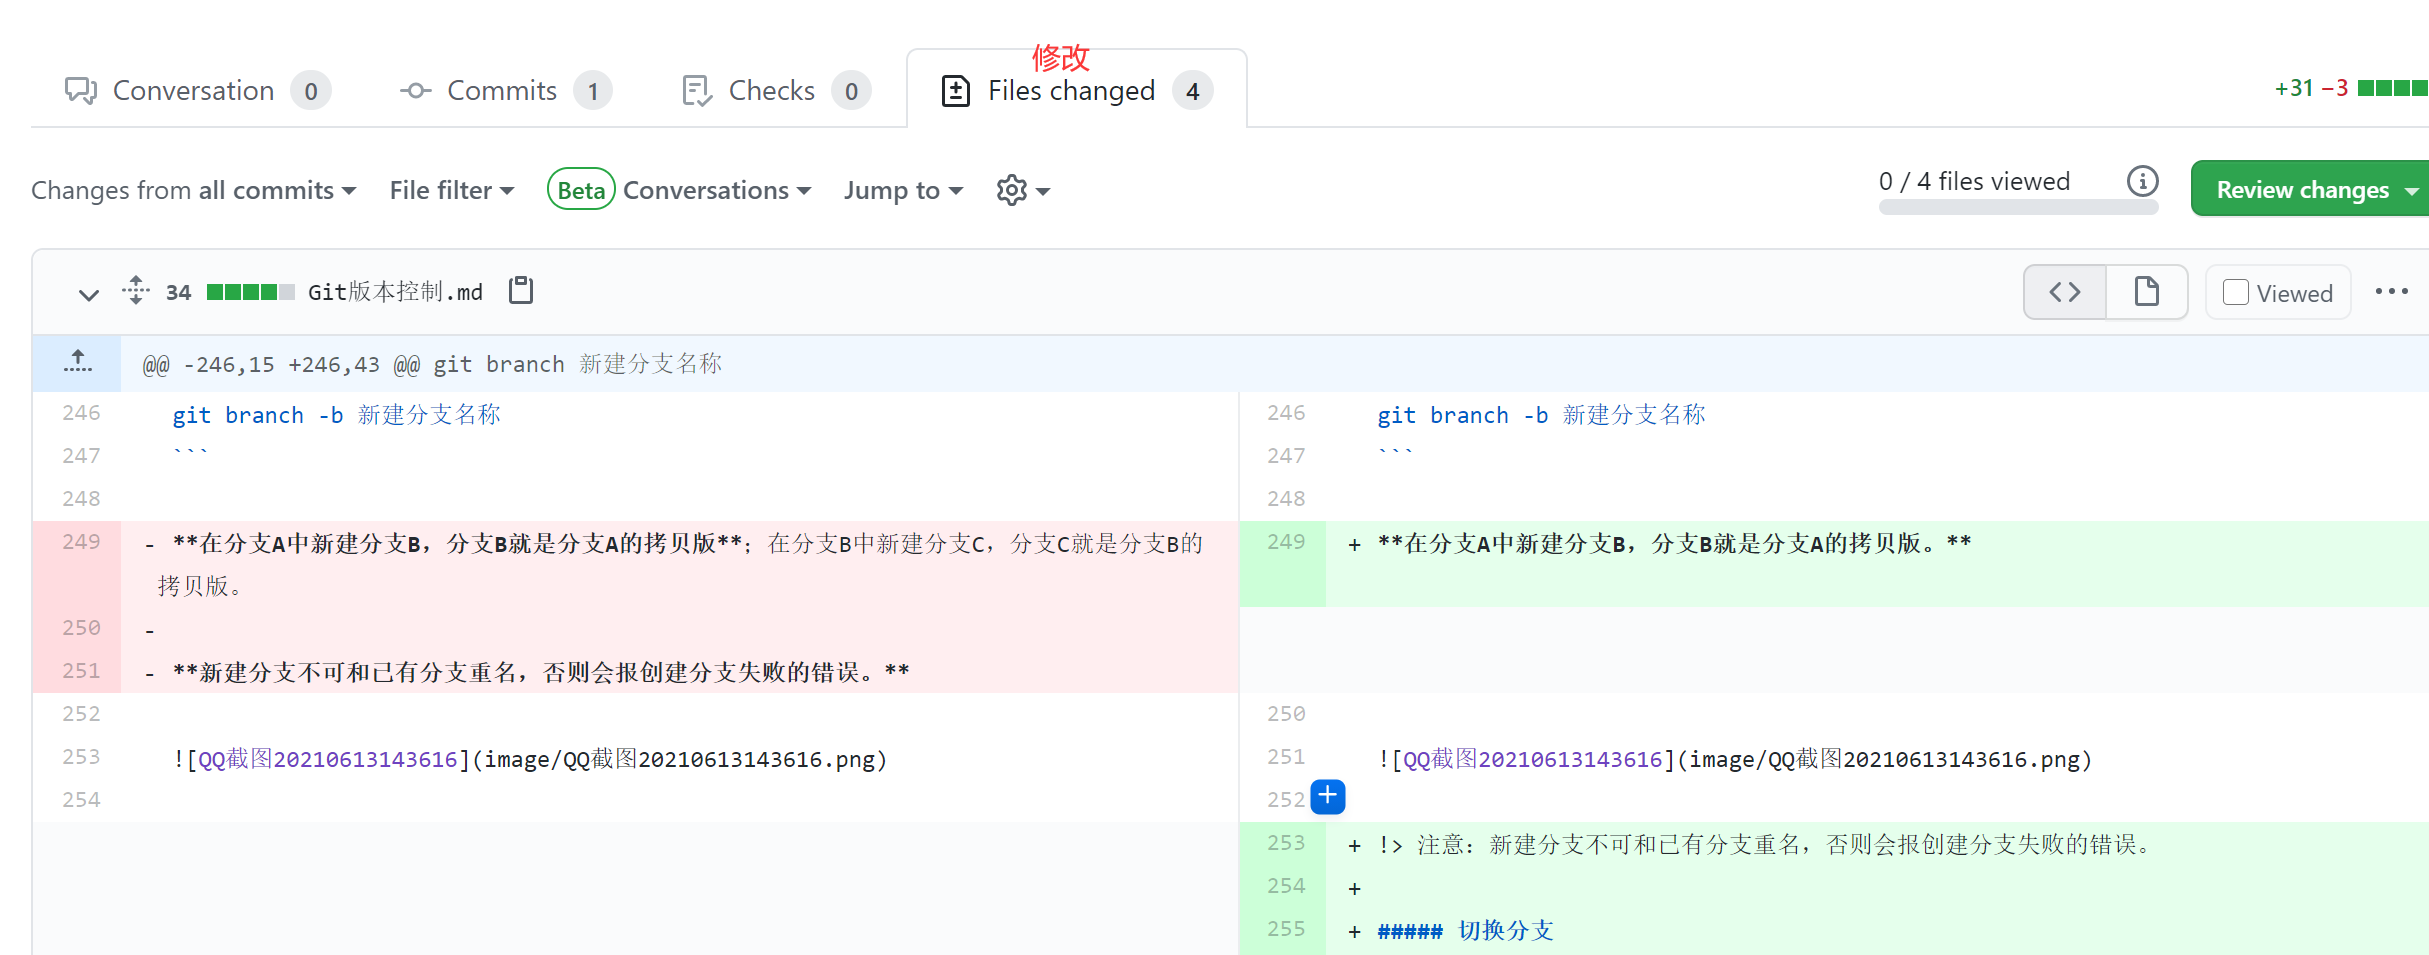 修改
Conversation 0 Commits 1 Checks 0 Files changed 4 +31 −3
Changes from all commits File filter Beta Conversations Jump to 0 / 4 files viewed Review changes
34 Git版本控制.md Viewed
@@ -246,15 +246,43 @@ git branch 新建分支名称
246 git branch -b 新建分支名称 246 git branch -b 新建分支名称
247 ``` 247 ```
248 248
249 - **在分支A中新建分支B，分支B就是分支A的拷贝版**；在分支B中新建分支C，分支C就是分支B的 249 + **在分支A中新建分支B，分支B就是分支A的拷贝版。**
拷贝版。
250 -
251 - **新建分支不可和已有分支重名，否则会报创建分支失败的错误。**
252 250
253 ![QQ截图20210613143616](image/QQ截图20210613143616.png) 251 ![QQ截图20210613143616](image/QQ截图20210613143616.png)
254 252
253 + !> 注意：新建分支不可和已有分支重名，否则会报创建分支失败的错误。
254 +
255 + ##### 切换分支